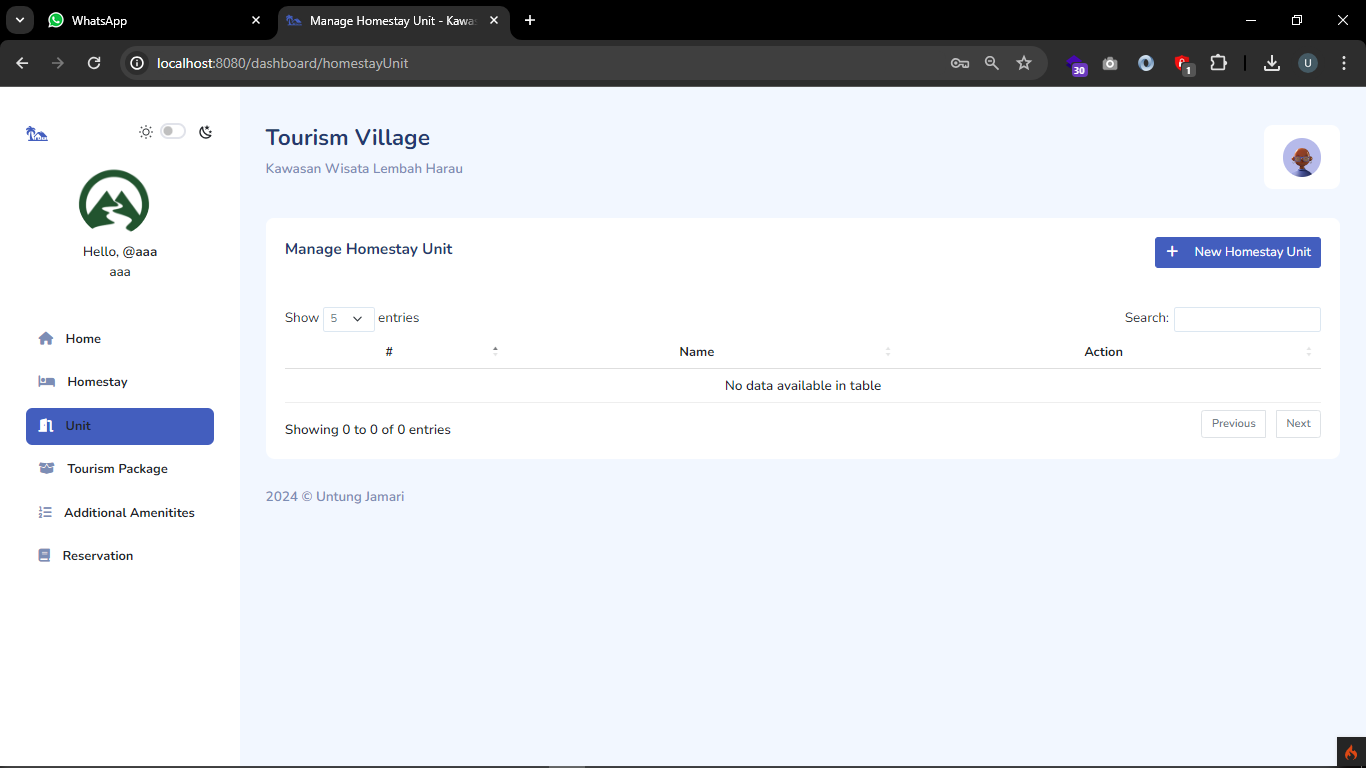 WhatsApp
Manage Homestay Unit - Kawa
localhost:8080/dashboard/homestayUnit
30
1
U
Tourism Village
Kawasan Wisata Lembah Harau
Hello, @aaa
aaa
Home
Homestay
Unit
Tourism Package
Additional Amenitites
Reservation
Manage Homestay Unit
+ New Homestay Unit
Show 5 entries
Search:
# Name Action
No data available in table
Showing 0 to 0 of 0 entries
Previous Next
2024 © Untung Jamari